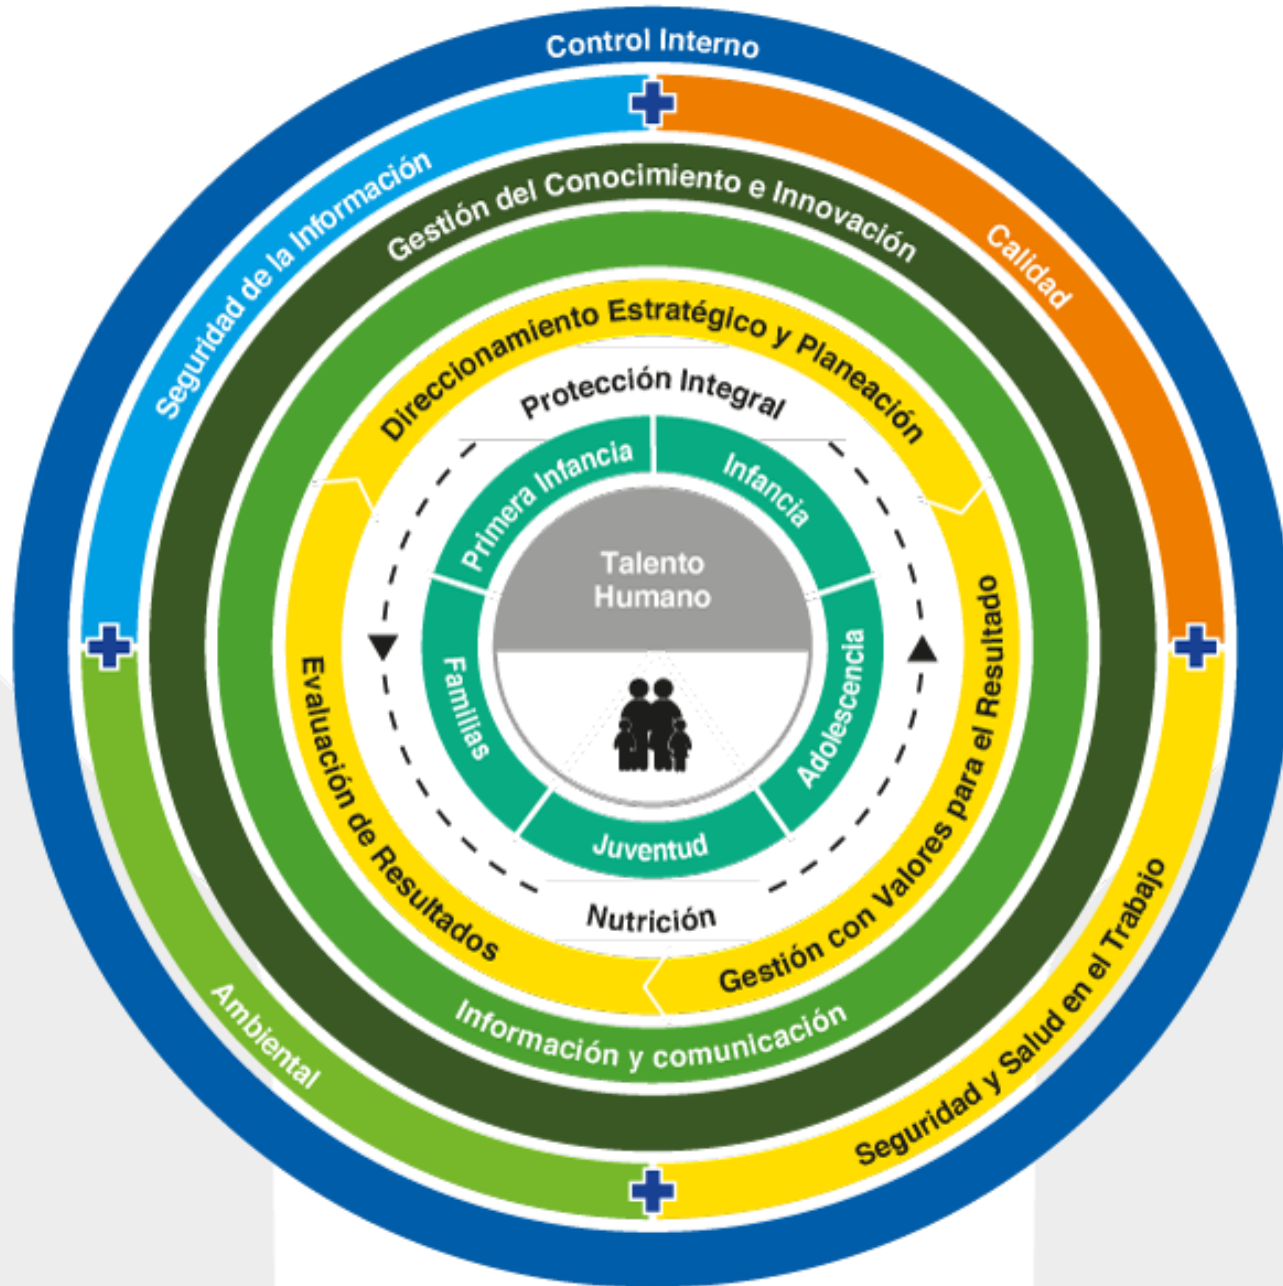 Control Interno
Seguridad de la Información
Calidad
Gestión del Conocimiento e Innovación
Direccionamiento Estratégico y Planeación
Protección Integral
Primera Infancia
Infancia
Talento
Humano
Familias
Adolescencia
Juventud
Nutrición
Evaluación de Resultados
Gestión con Valores para el Resultado
Información y comunicación
Ambiental
Seguridad y Salud en el Trabajo